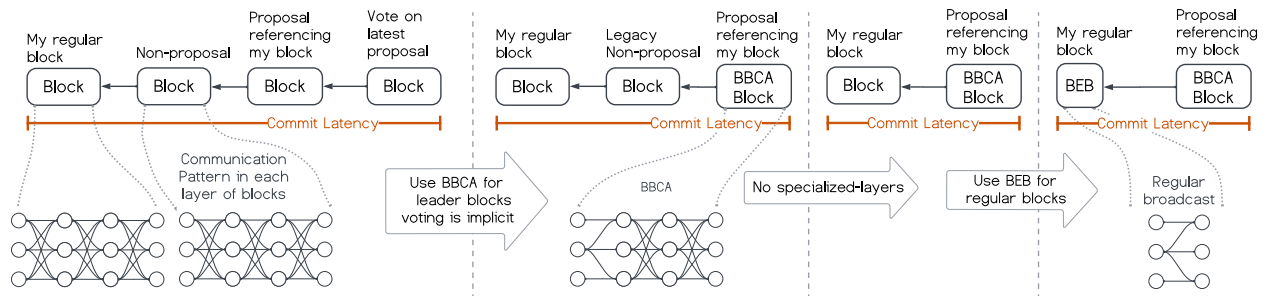 My regular
block
Non-proposal
Proposal
referencing
my block
Vote on
latest
proposal
Block
Block
Block
Block
Commit Latency
Communication
Pattern in each
layer of blocks
Use BBCA for
leader blocks
voting is implicit
My regular
block
Legacy
Non-proposal
Proposal
referencing
my block
Block
Block
BBCA
Block
Commit Latency
BBCA
No specialized-layers
My regular
block
Proposal
referencing
my block
Block
BBCA
Block
Commit Latency
Use BEB for
regular blocks
My regular
block
Proposal
referencing
my block
BEB
BBCA
Block
Commit Latency
Regular
broadcast